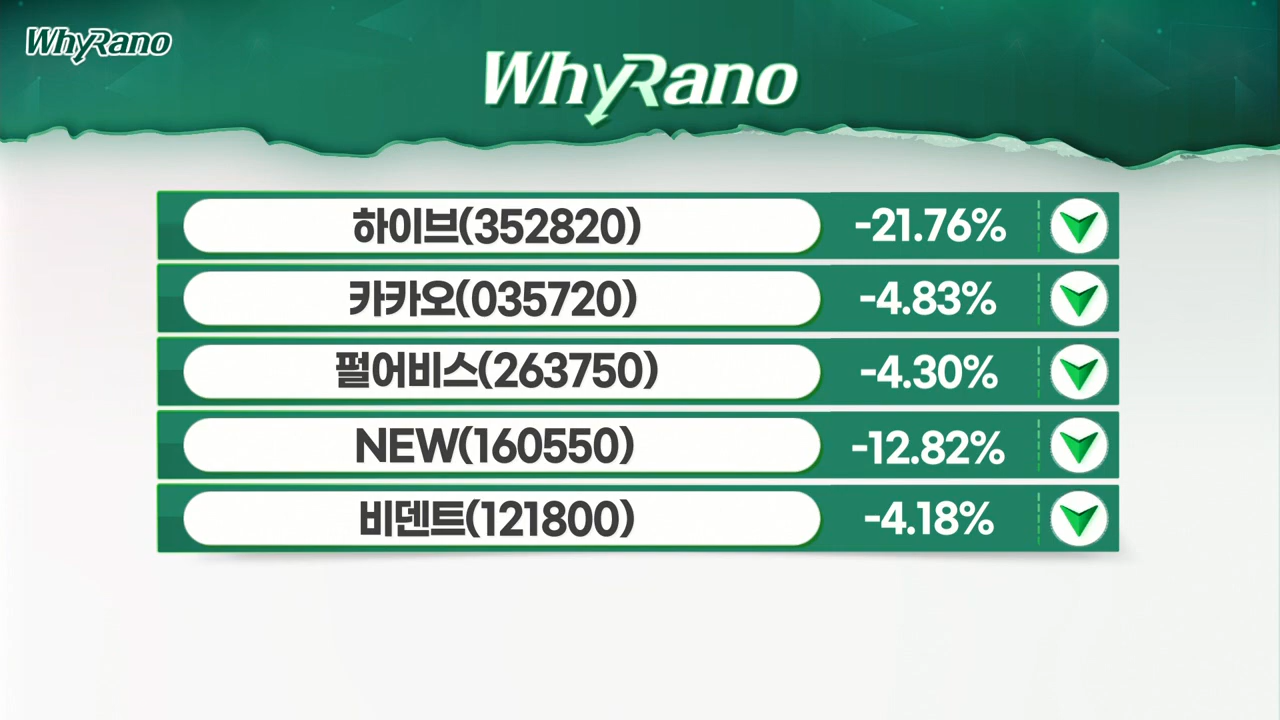 WhyRano
WhyRano
하이브(352820) -21.76%
카카오(035720) -4.83%
펄어비스(263750) -4.30%
NEW(160550) -12.82%
비덴트(121800) -4.18%